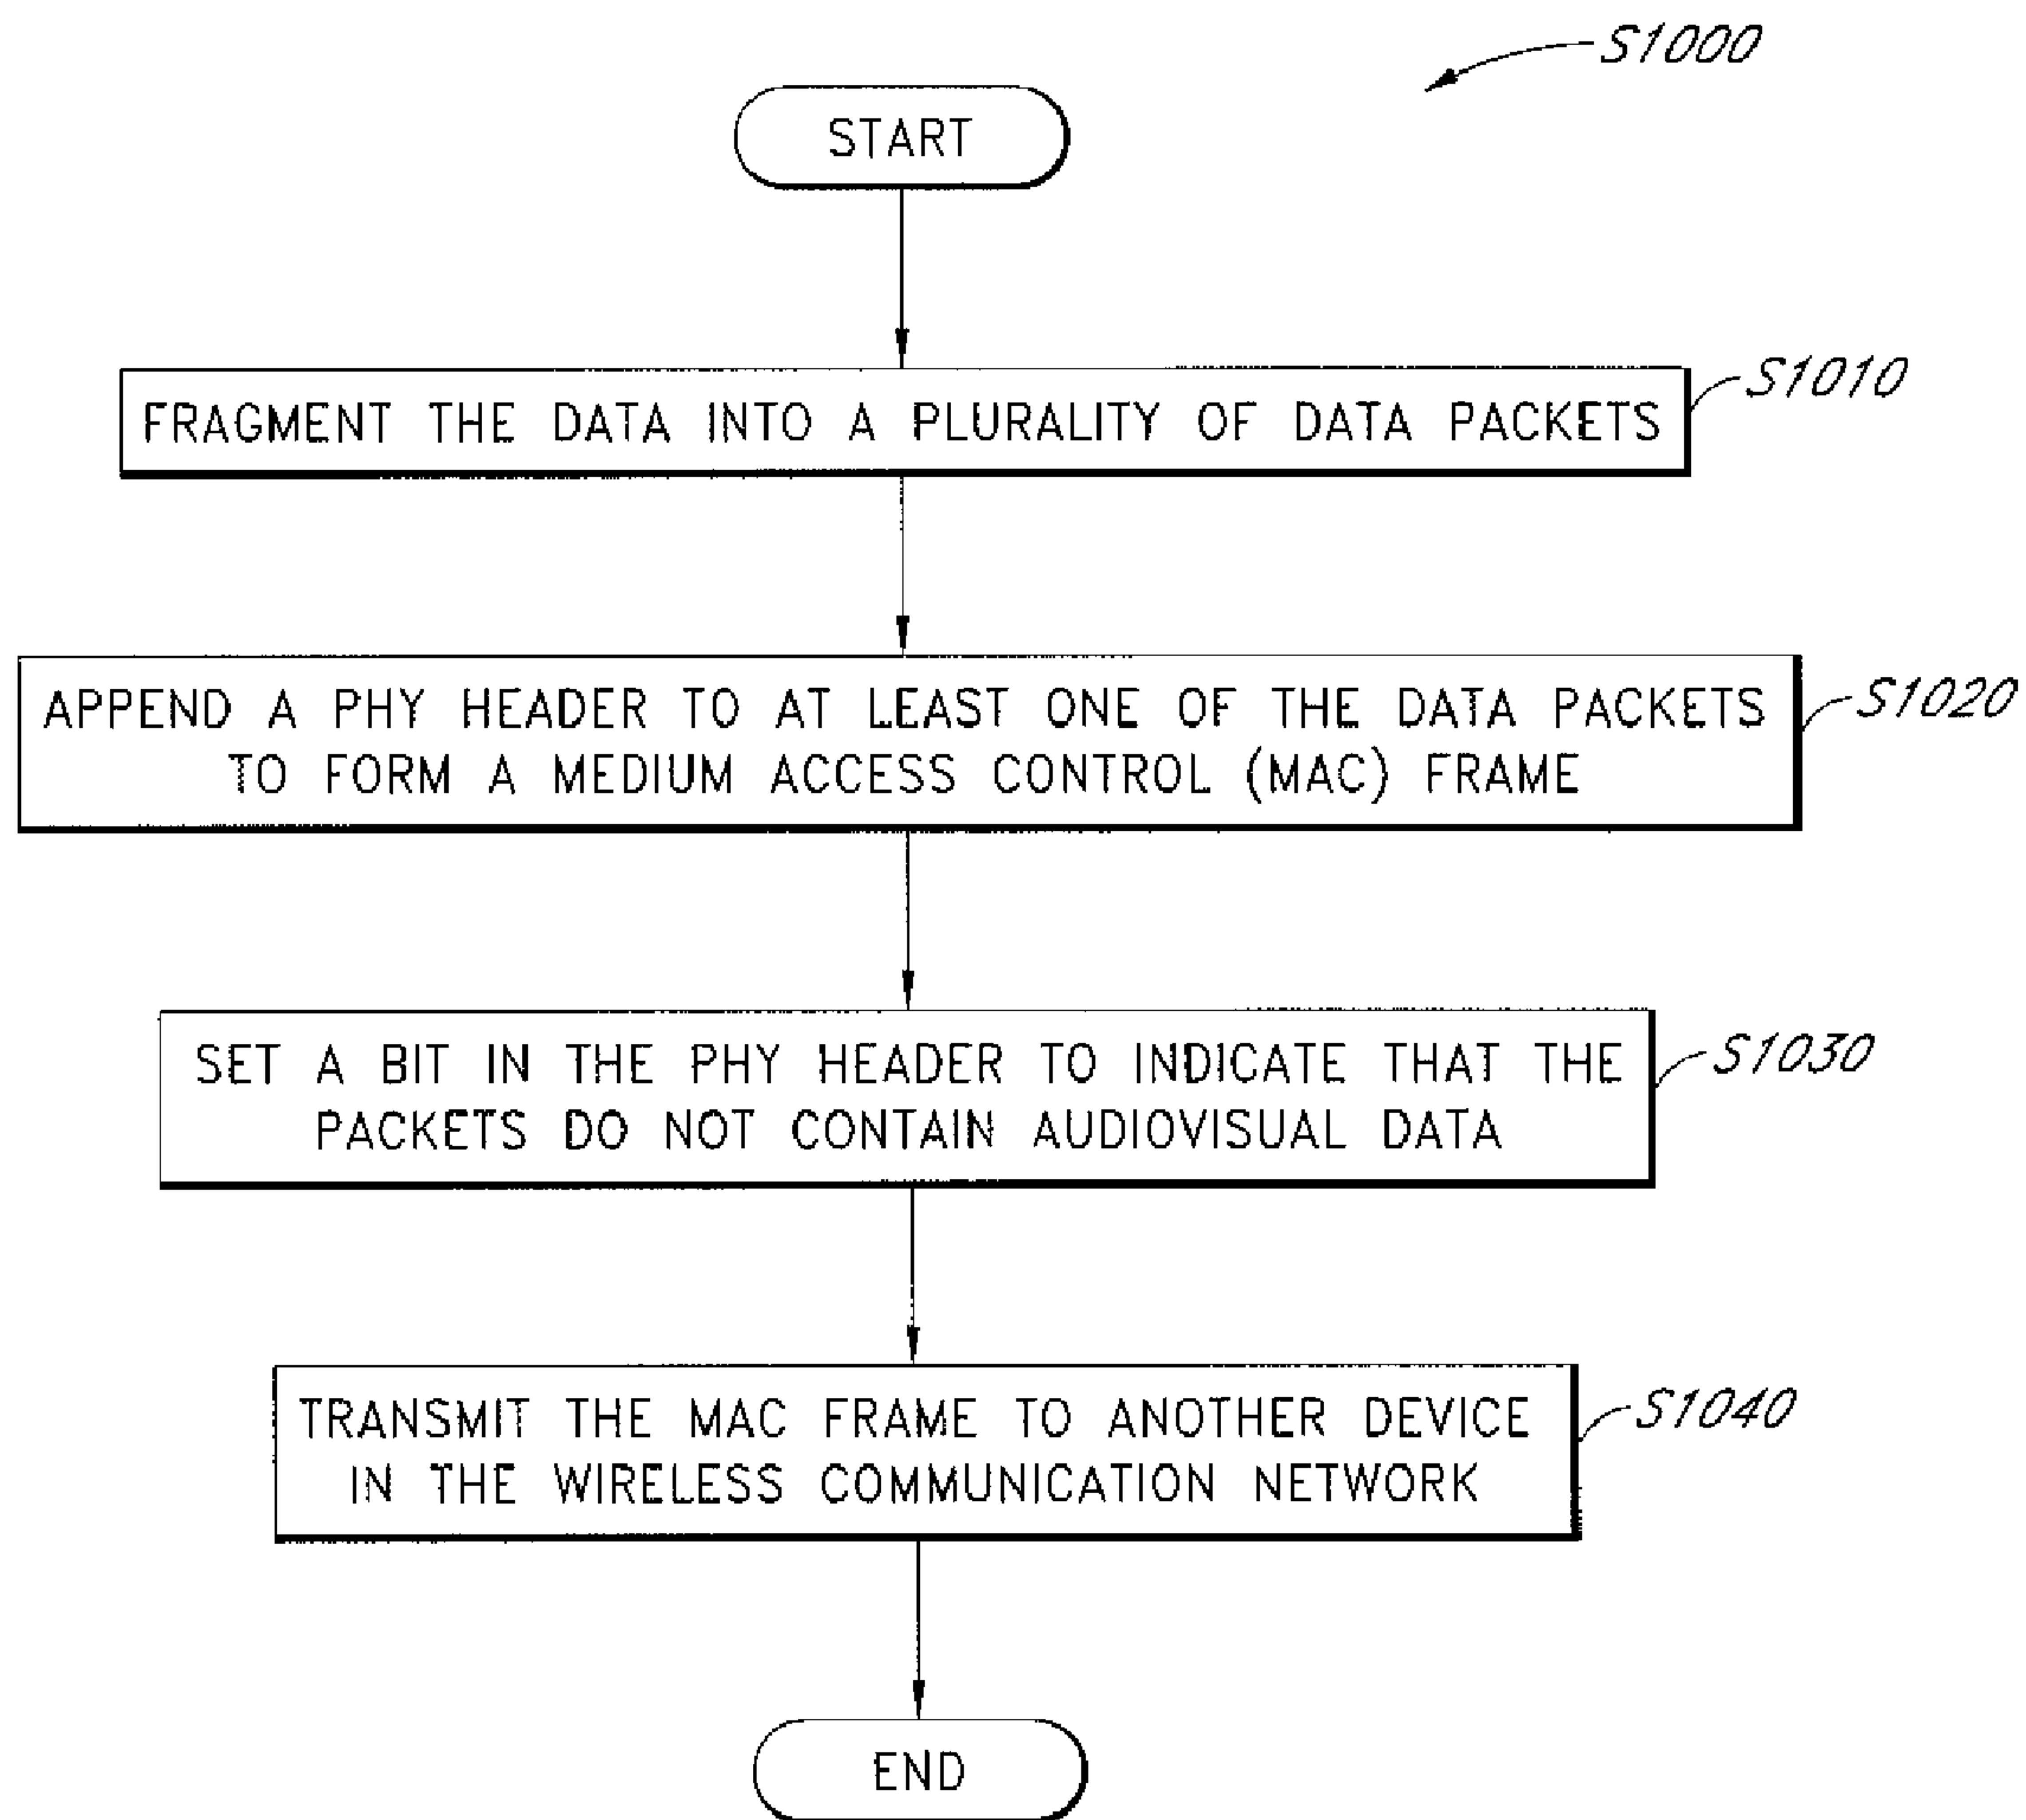 S1000
START
FRAGMENT THE DATA INTO A PLURALITY OF DATA PACKETS
S1010
APPEND A PHY HEADER TO AT LEAST ONE OF THE DATA PACKETS
TO FORM A MEDIUM ACCESS CONTROL (MAC) FRAME
S1020
SET A BIT IN THE PHY HEADER TO INDICATE THAT THE
PACKETS DO NOT CONTAIN AUDIOVISUAL DATA
S1030
TRANSMIT THE MAC FRAME TO ANOTHER DEVICE
IN THE WIRELESS COMMUNICATION NETWORK
S1040
END